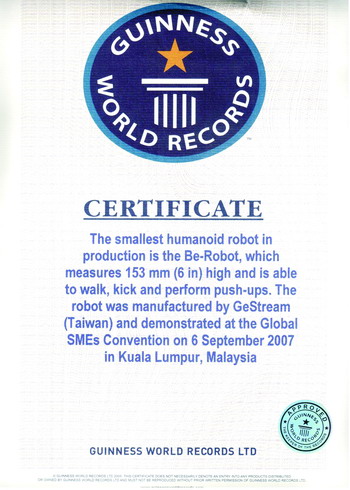 GUINNESS
WORLD RECORDS
CERTIFICATE
The smallest humanoid robot in
production is the Be-Robot, which
measures 153 mm (6 in) high and is able
to walk, kick and perform push-ups. The
robot was manufactured by GeStream
(Taiwan) and demonstrated at the Global
SMEs Convention on 6 September 2007
in Kuala Lumpur, Malaysia
APPROVED
GUINNESS
WORLD
RECORDS
GUINNESS WORLD RECORDS LTD